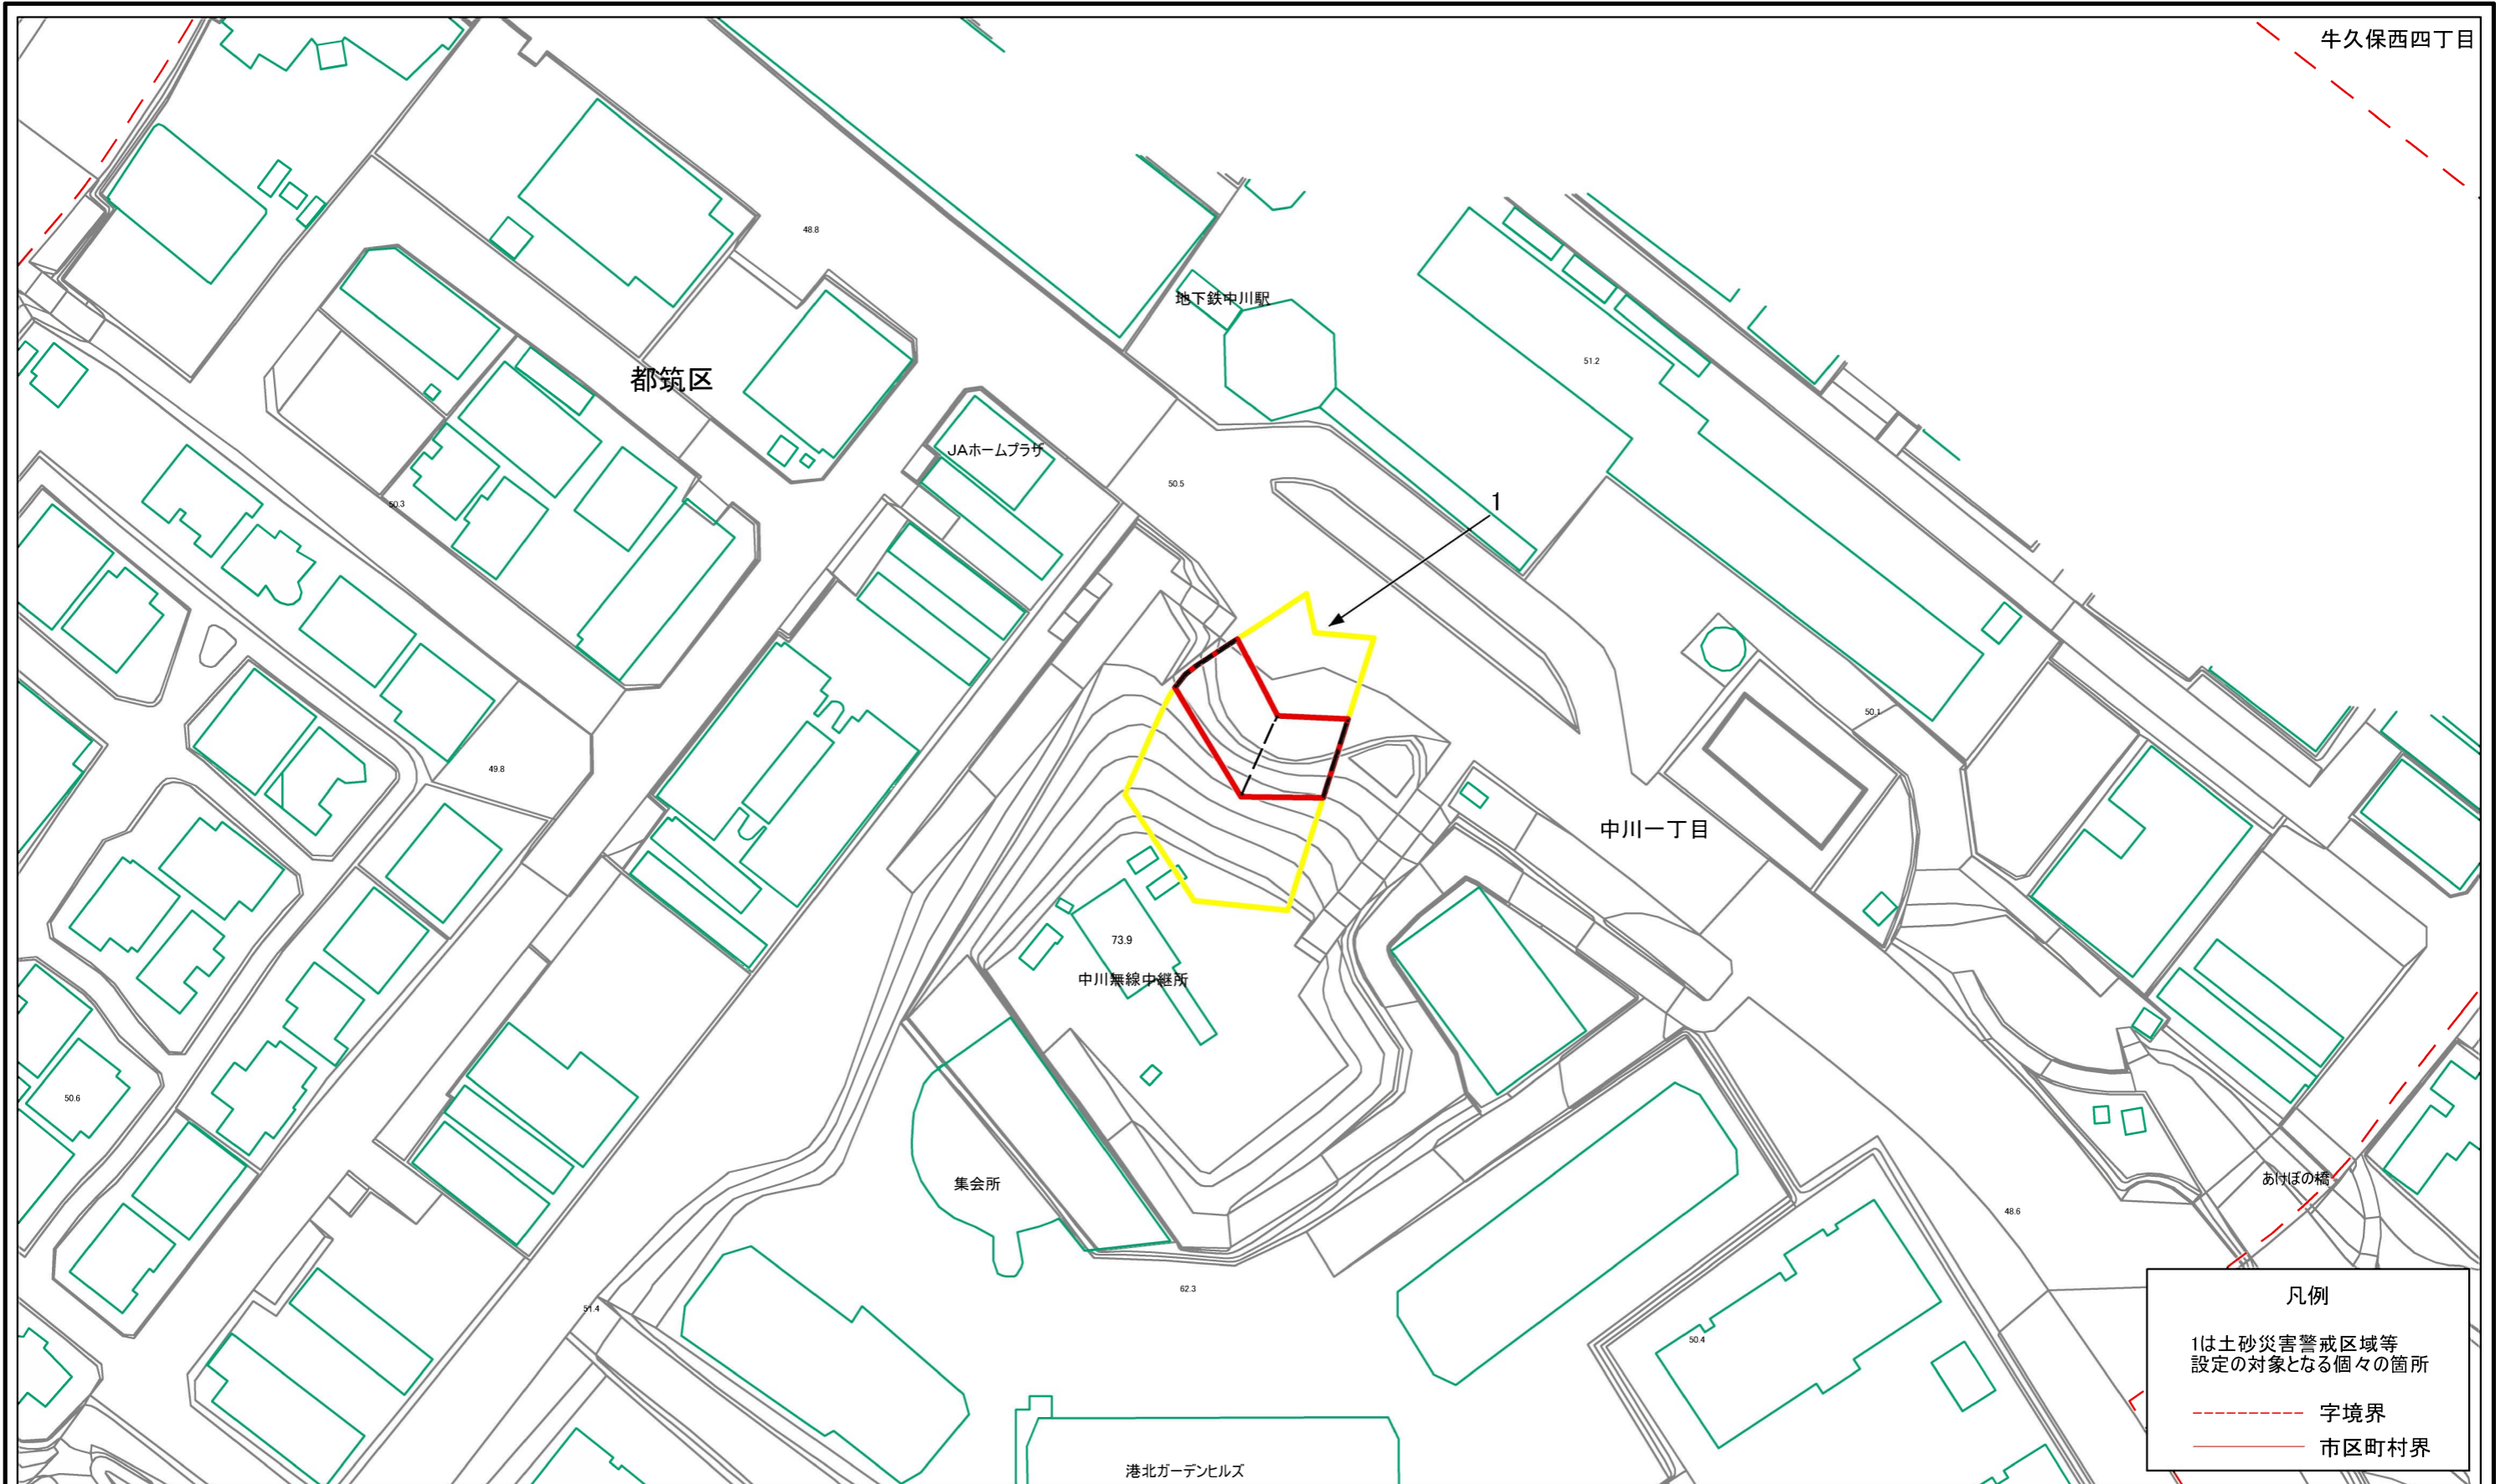 牛久保西四丁目
48.8
地下鉄中川駅
51.2
都筑区
JAホームプラザ
50.5
1
50.3
50.1
49.8
中川一丁目
73.9
中川無線中継所
50.6
集会所
あけぼの橋
48.6
62.3
51.4
50.4
港北ガーデンヒルズ
凡例
1は土砂災害警戒区域等
設定の対象となる個々の箇所
字境界
市区町村界